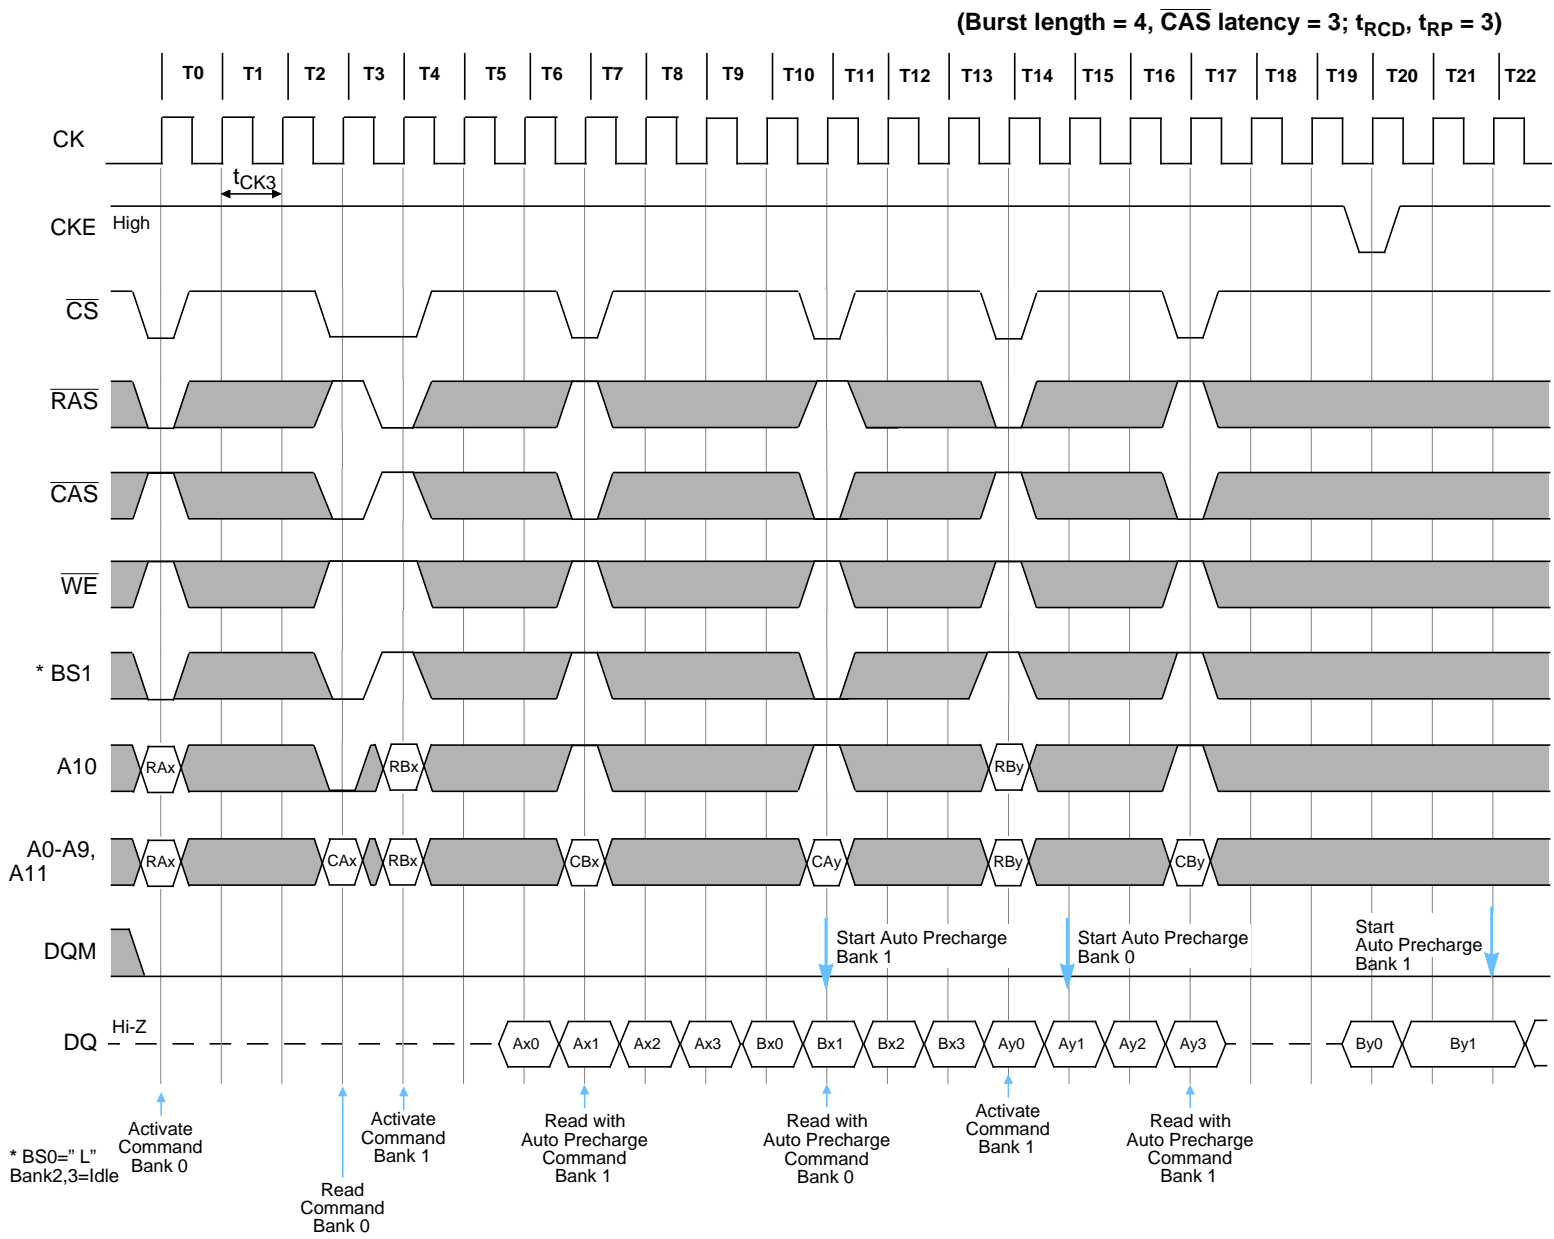 (Burst length = 4, CAS latency = 3; tRCD, tRP = 3)
T0 T1 T2 T3 T4 T5 T6 T7 T8 T9 T10 T11 T12 T13 T14 T15 T16 T17 T18 T19 T20 T21 T22
CK
tCK3
CKE High
CS
RAS
CAS
WE
* BS1
A10 RAx RBx RBy
A0-A9,
A11
RAx CAx RBx CBx CAy RBy CBy
DQM
Start Auto Precharge
Bank 1
Start Auto Precharge
Bank 0
Start
Auto Precharge
Bank 1
Hi-Z
DQ Ax0 Ax1 Ax2 Ax3 Bx0 Bx1 Bx2 Bx3 Ay0 Ay1 Ay2 Ay3 By0 By1
Activate
Command
Bank 0
Read
Command
Bank 0
Activate
Command
Bank 1
Read with
Auto Precharge
Command
Bank 1
Read with
Auto Precharge
Command
Bank 0
Activate
Command
Bank 1
Read with
Auto Precharge
Command
Bank 1
* BS0=” L”
Bank2,3=Idle